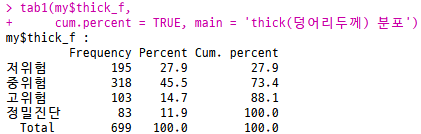 > tab1(my$thick_f,
+ cum.percent = TRUE, main = 'thick(덩어리두께) 분포')
my$thick_f :
Frequency Percent Cum. percent
저위험 195 27.9 27.9
중위험 318 45.5 73.4
고위험 103 14.7 88.1
정밀진단 83 11.9 100.0
Total 699 100.0 100.0